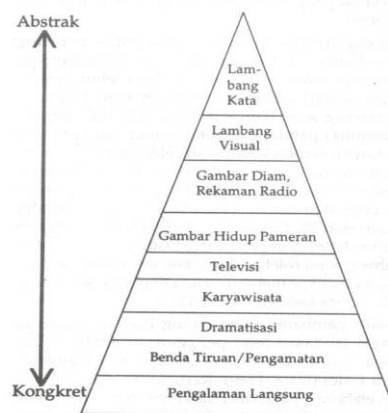 Abstrak
Lam-
bang
Kata
Lambang
Visual
Gambar Diam,
Rekaman Radio
Gambar Hidup Pameran
Televisi
Karyawisata
Dramatisasi
Benda Tiruan/Pengamatan
Pengalaman Langsung
Kongkret